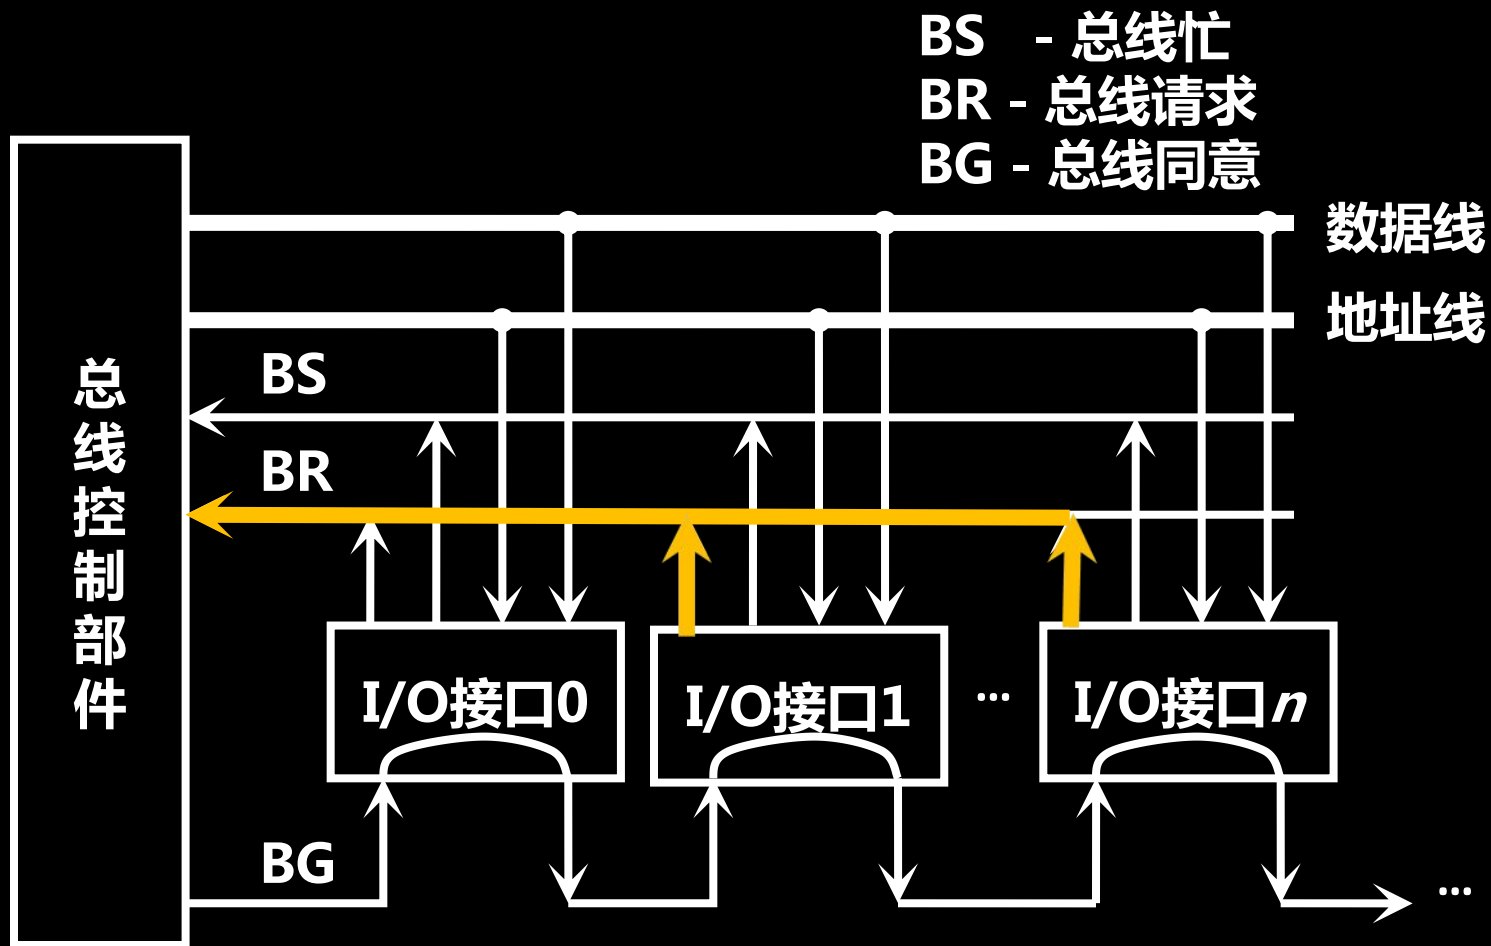 BS - 总线忙
BR - 总线请求
BG - 总线同意
数据线
地址线
BS
BR
总线控制部件
I/O接口0
I/O接口1
...
I/O接口n
BG
...